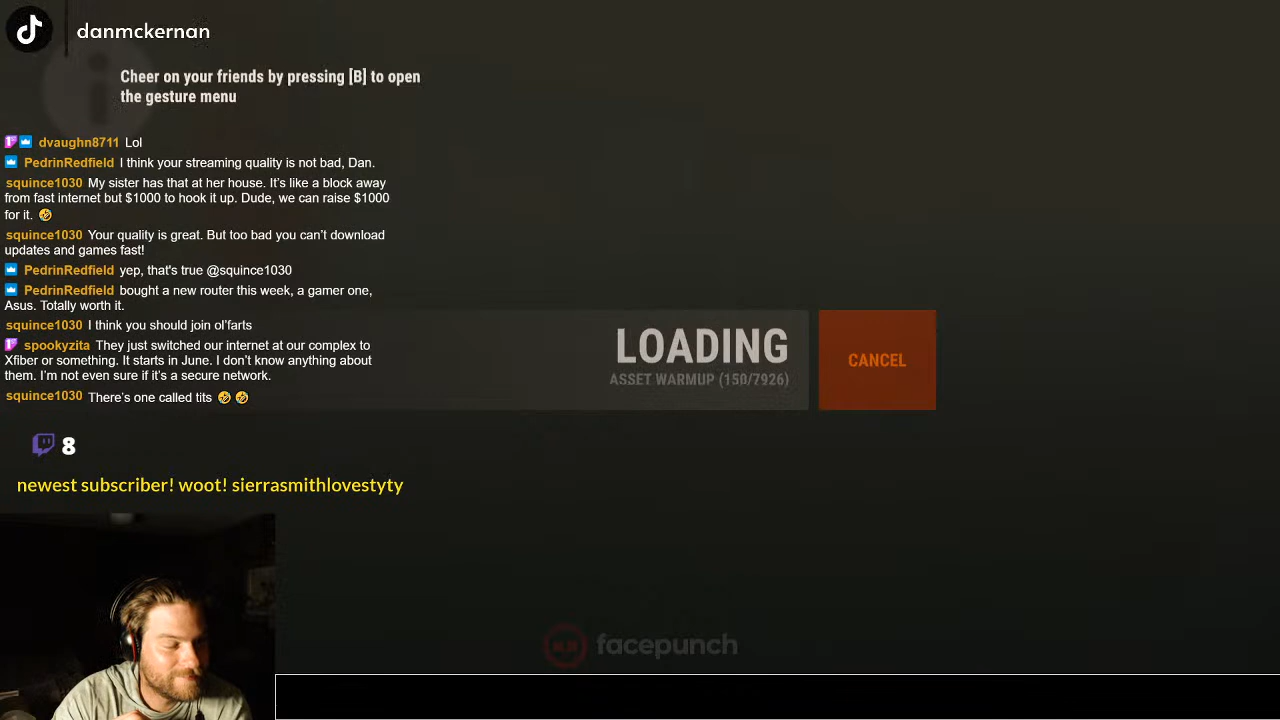 danmckernan
Cheer on your friends by pressing [B] to open
the gesture menu
dvaughn8711 Lol
PedrinRedfield I think your streaming quality is not bad, Dan.
squince1030 My sister has that at her house. It’s like a block away
from fast internet but $1000 to hook it up. Dude, we can raise $1000
for it. 🤣
squince1030 Your quality is great. But too bad you can’t download
updates and games fast!
PedrinRedfield yep, that's true @squince1030
PedrinRedfield bought a new router this week, a gamer one,
Asus. Totally worth it.
squince1030 I think you should join ol’farts
spookyzita They just switched our internet at our complex to
Xfiber or something. It starts in June. I don’t know anything about
them. I’m not even sure if it’s a secure network.
squince1030 There’s one called tits 🤣 🤣
LOADING
ASSET WARMUP (150/7926)
CANCEL
8
newest subscriber! woot! sierrasmithlovestyty
facepunch